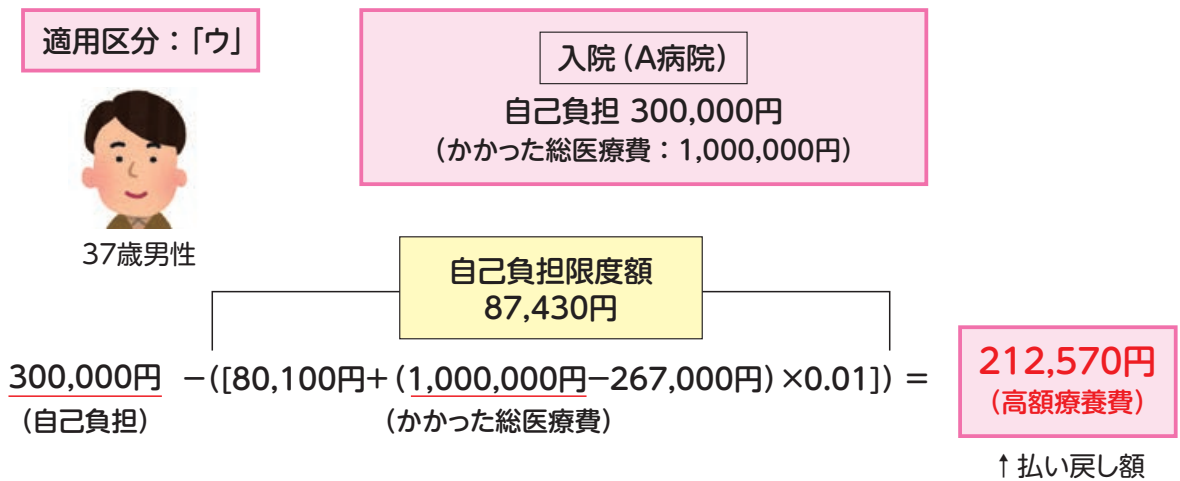 適用区分：「ウ」
入院（A病院）
自己負担 300,000円
（かかった総医療費：1,000,000円）
37歳男性
自己負担限度額
87,430円
300,000円 －（[80,100円＋（1,000,000円－267,000円）×0.01]）＝
（自己負担）
（かかった総医療費）
212,570円
（高額療養費）
↑払い戻し額